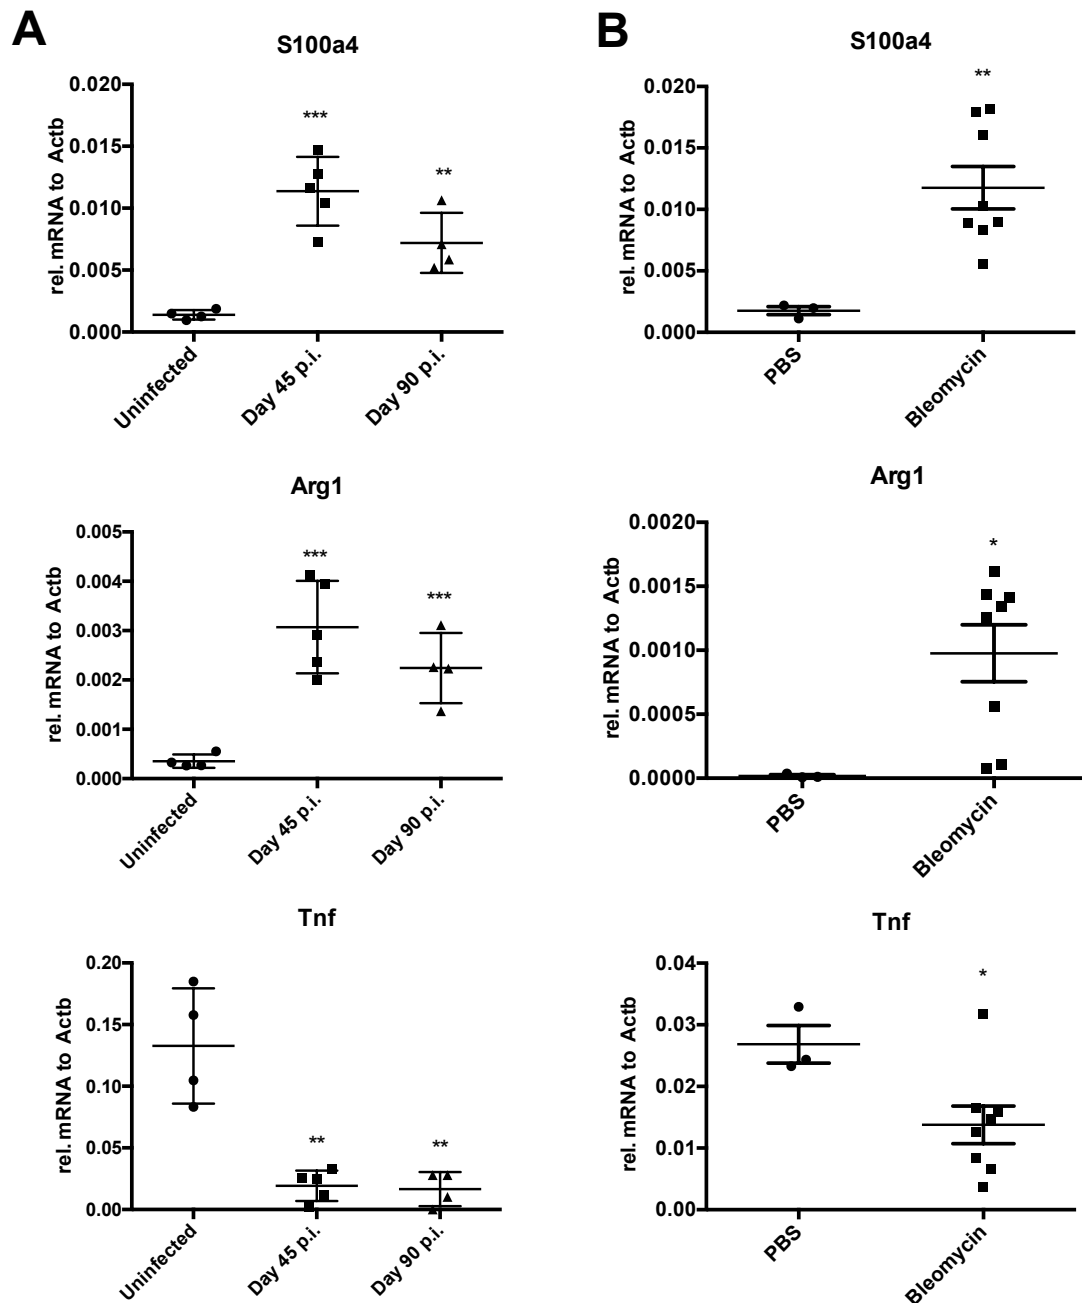 A
S100a4
rel. mRNA to Actb
0.020
0.015
0.010
0.005
0.000
***
**
Uninfected
Day 45 p.i.
Day 90 p.i.
Arg1
rel. mRNA to Actb
0.005
0.004
0.003
0.002
0.001
0.000
***
***
Uninfected
Day 45 p.i.
Day 90 p.i.
Tnf
rel. mRNA to Actb
0.20
0.15
0.10
0.05
0.00
**
**
Uninfected
Day 45 p.i.
Day 90 p.i.
B
S100a4
rel. mRNA to Actb
0.020
0.015
0.010
0.005
0.000
**
PBS
Bleomycin
Arg1
rel. mRNA to Actb
0.0020
0.0015
0.0010
0.0005
0.0000
*
PBS
Bleomycin
Tnf
rel. mRNA to Actb
0.04
0.03
0.02
0.01
0.00
*
PBS
Bleomycin